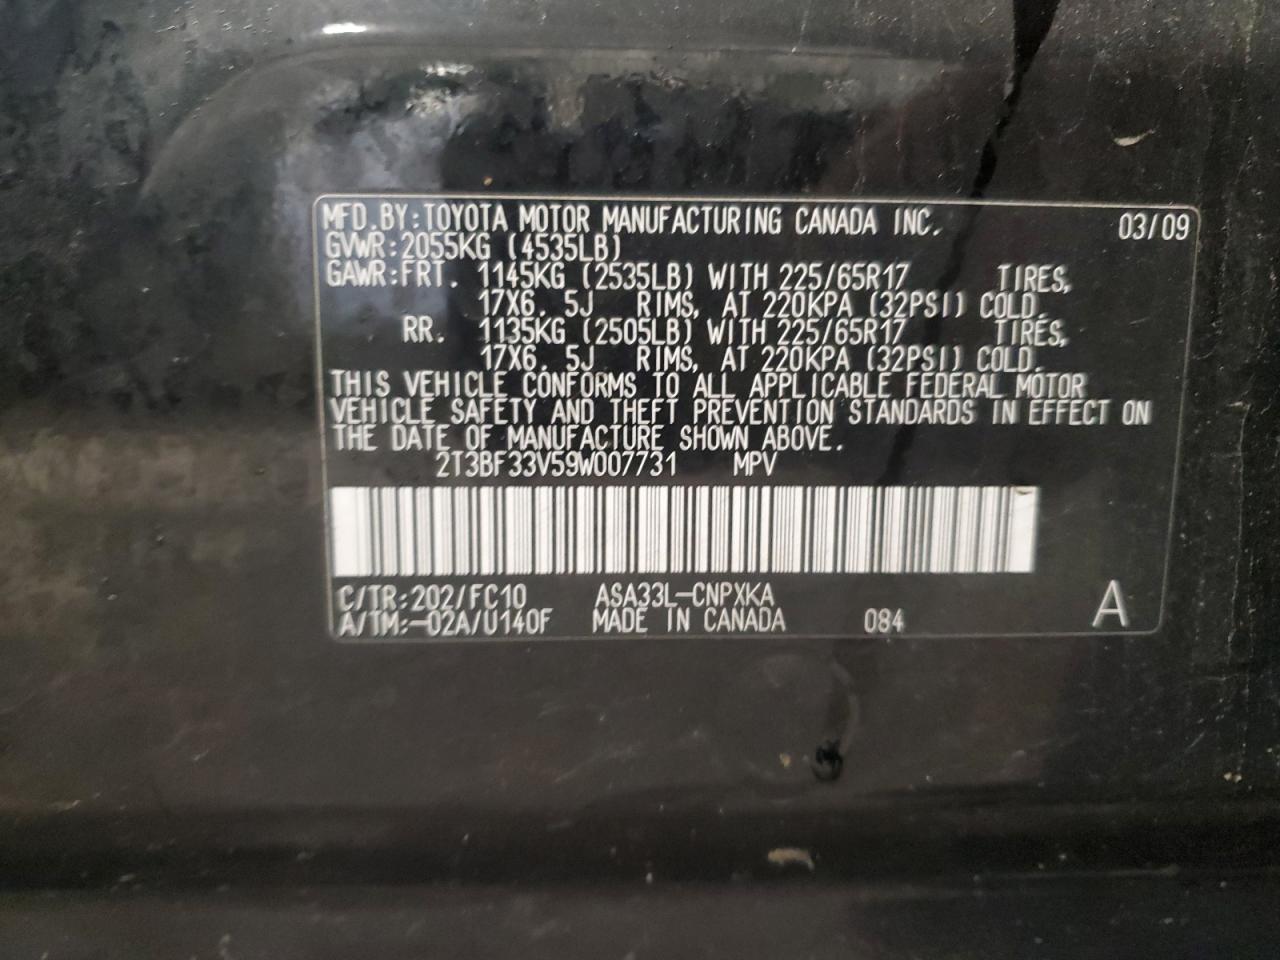 MFD.BY:TOYOTA MOTOR MANUFACTURING CANADA INC. 03/09
GVWR:2055KG (4535LB)
GAWR:FRT. 1145KG (2535LB) WITH 225/65R17 TIRES,
17X6.5J RIMS, AT 220KPA (32PSI) COLD.
RR. 1135KG (2505LB) WITH 225/65R17 TIRES,
17X6.5J RIMS, AT 220KPA (32PSI) COLD.
THIS VEHICLE CONFORMS TO ALL APPLICABLE FEDERAL MOTOR
VEHICLE SAFETY AND THEFT PREVENTION STANDARDS IN EFFECT ON
THE DATE OF MANUFACTURE SHOWN ABOVE.
2T3BF33V59W007731 MPV
C/TR:202/FC10 ASA33L-CNPXKA
A/TM:-02A/U140F MADE IN CANADA 084 A